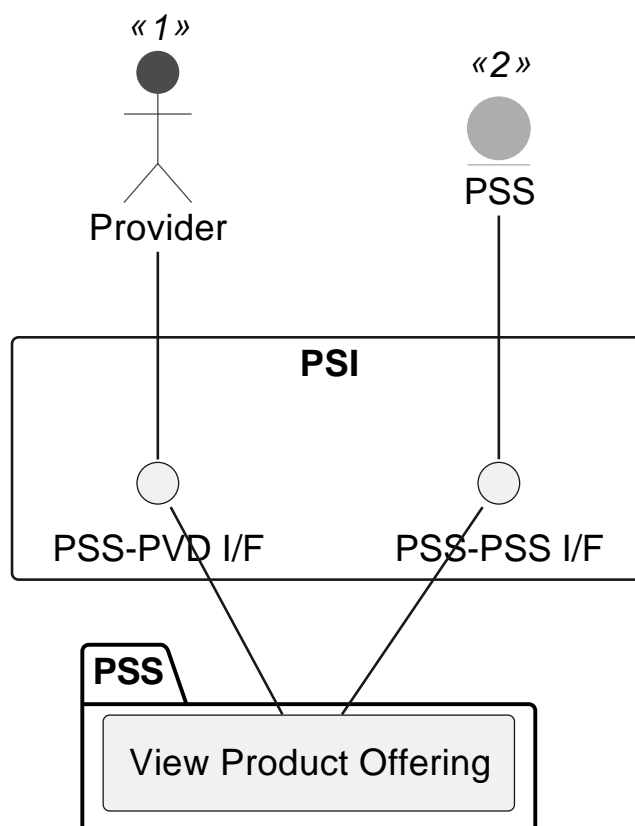 «1»
«2»
Provider
PSS
PSI
PSS-PVD I/F
PSS-PSS I/F
PSS
View Product Offering